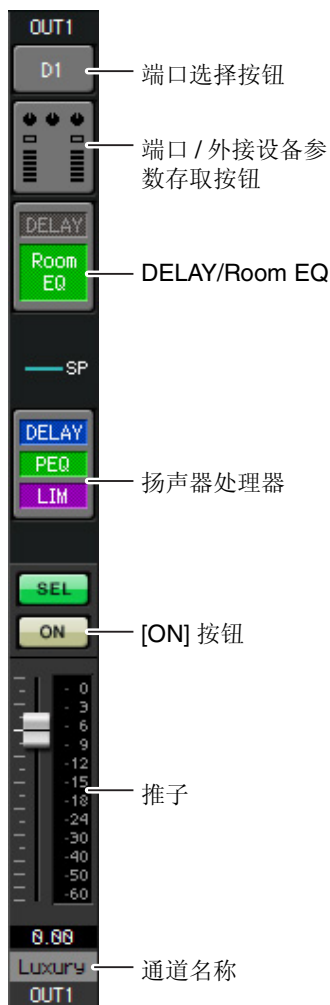 OUT1
D1
端口选择按钮
端口 / 外接设备参
数存取按钮
DELAY
Room
EQ
DELAY/Room EQ
SP
DELAY
PEQ
LIM
扬声器处理器
SEL
ON
[ON] 按钮
0
3
6
9
-12
-15
-18
-24
-30
-40
-50
-60
推子
0.00
Luxury
通道名称
OUT1